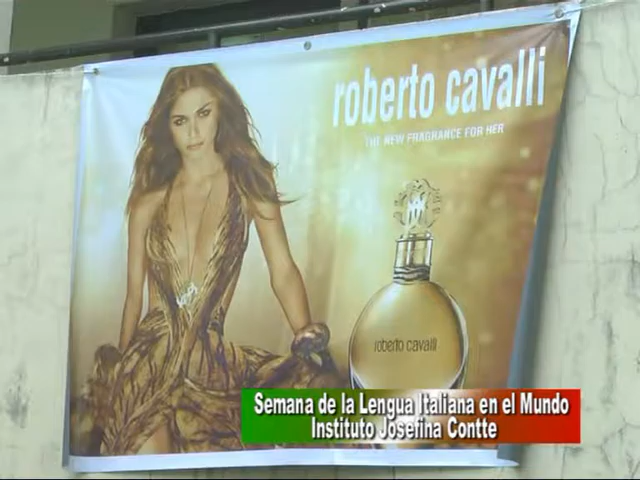 roberto cavalli
THE NEW FRAGRANCE FOR HER
roberto cavalli
Semana de la Lengua Italiana en el Mundo
Instituto Josefina Contte